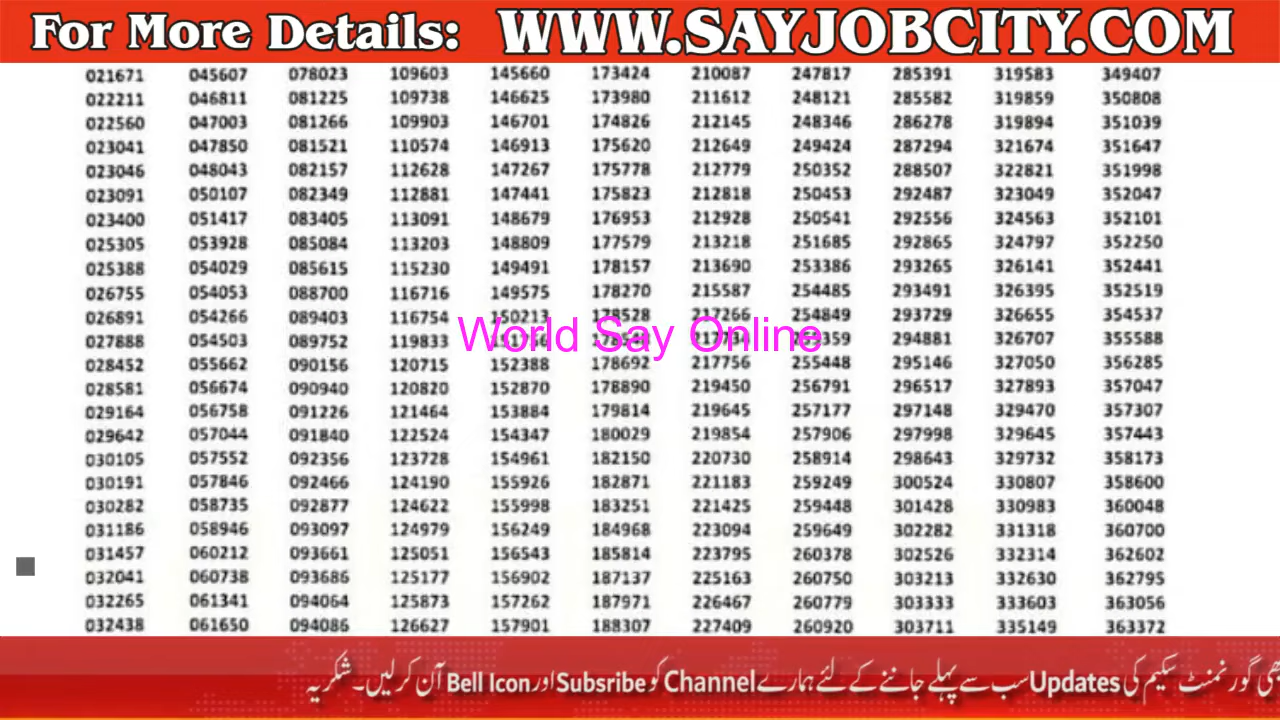 For More Details: WWW.SAYJOBCITY.COM
021671 045607 078023 109603 145660 173424 210087 247817 285391 319583 349407
022211 046811 081225 109738 146625 173980 211612 248121 285582 319859 350808
022560 047003 081266 109903 146701 174826 212145 248346 286278 319894 351039
023041 047850 081521 110574 146913 175620 212649 249424 287294 321674 351647
023046 048043 082157 112628 147267 175778 212779 250352 288507 322821 351998
023091 050107 082349 112881 147441 175823 212818 250453 292487 323049 352047
023400 051417 083405 113091 148679 176953 212928 250541 292556 324563 352101
025305 053928 085084 113203 148809 177579 213218 251685 292865 324797 352250
025388 054029 085615 115230 149491 178157 213690 253386 293265 326141 352441
026755 054053 088700 116716 149575 178270 215587 254485 293491 326395 352519
026891 054266 089403 116754 150213 178528 217266 254849 293729 326655 354537
World Say Online
027888 054503 089752 119833 294881 326707 355588
028452 055662 090156 120715 152388 178692 217756 255448 295146 327050 356285
028581 056674 090940 120820 152870 178890 219450 256791 296517 327893 357047
029164 056758 091226 121464 153884 179814 219645 257177 297148 329470 357307
029642 057044 091840 122524 154347 180029 219854 257906 297998 329645 357443
030105 057552 092356 123728 154961 182150 220730 258914 298643 329732 358173
030191 057846 092466 124190 155926 182871 221183 259249 300524 330807 358600
030282 058735 092877 124622 155998 183251 221425 259448 301428 330983 360048
031186 058946 093097 124979 156249 184968 223094 259649 302282 331318 360700
031457 060212 093661 125051 156543 185814 223795 260378 302526 332314 362602
032041 060738 093686 125177 156902 187137 225163 260750 303213 332630 362795
032265 061341 094064 125873 157262 187971 226467 260779 303333 333603 363056
032438 061650 094086 126627 157901 188307 227409 260920 303711 335149 363372
بھی گورنمنٹ سکیم کی Updates سب سے پہلے جاننے کے لئے ہمارے Channel کو Subsribe اور Bell Icon آن کرلیں۔ شکریہ